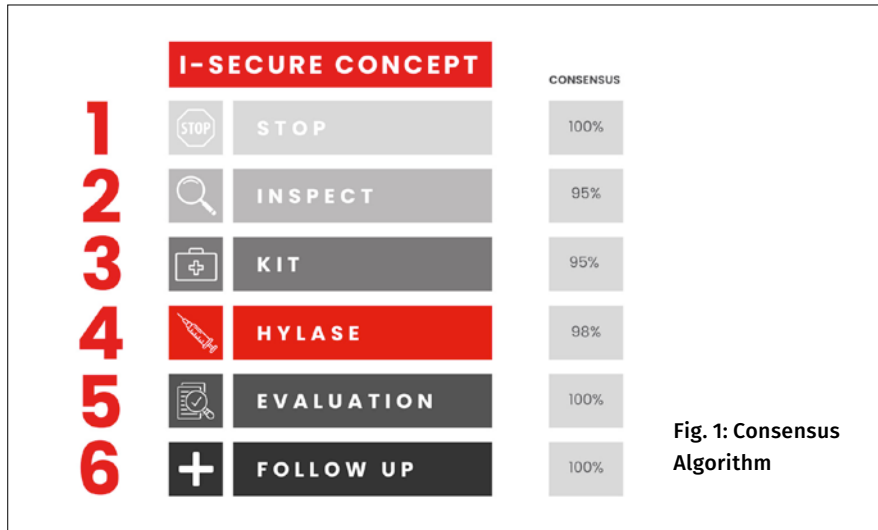 I-SECURE CONCEPT
CONSENSUS
1 STOP STOP 100%
2 INSPECT 95%
3 KIT 95%
4 HYLASE 98%
5 EVALUATION 100%
6 FOLLOW UP 100%
Fig. 1: Consensus
Algorithm